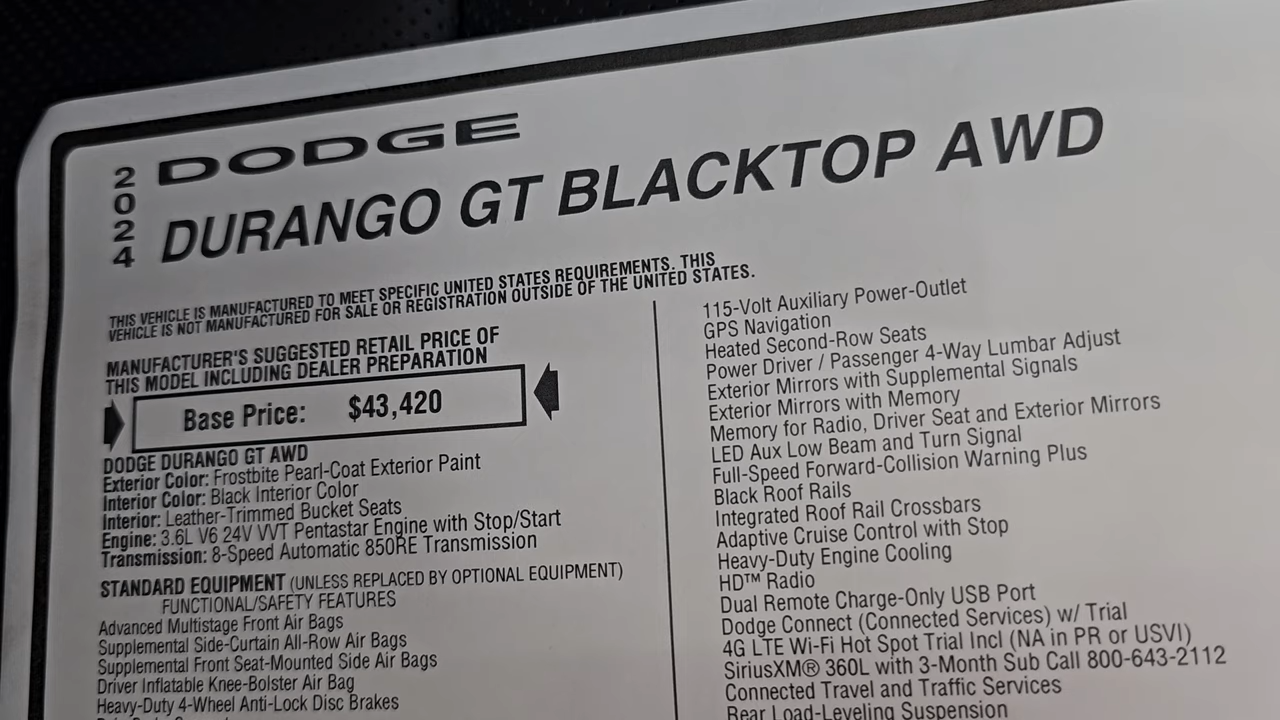 2024
DODGE
DURANGO GT BLACKTOP AWD
THIS VEHICLE IS MANUFACTURED TO MEET SPECIFIC UNITED STATES REQUIREMENTS. THIS
VEHICLE IS NOT MANUFACTURED FOR SALE OR REGISTRATION OUTSIDE OF THE UNITED STATES.
MANUFACTURER'S SUGGESTED RETAIL PRICE OF
THIS MODEL INCLUDING DEALER PREPARATION
Base Price: $43,420
DODGE DURANGO GT AWD
Exterior Color: Frostbite Pearl-Coat Exterior Paint
Interior Color: Black Interior Color
Interior: Leather-Trimmed Bucket Seats
Engine: 3.6L V6 24V VVT Pentastar Engine with Stop/Start
Transmission: 8-Speed Automatic 850RE Transmission
STANDARD EQUIPMENT (UNLESS REPLACED BY OPTIONAL EQUIPMENT)
FUNCTIONAL/SAFETY FEATURES
Advanced Multistage Front Air Bags
Supplemental Side-Curtain All-Row Air Bags
Supplemental Front Seat-Mounted Side Air Bags
Driver Inflatable Knee-Bolster Air Bag
Heavy-Duty 4-Wheel Anti-Lock Disc Brakes
115-Volt Auxiliary Power-Outlet
GPS Navigation
Heated Second-Row Seats
Power Driver / Passenger 4-Way Lumbar Adjust
Exterior Mirrors with Supplemental Signals
Exterior Mirrors with Memory
Memory for Radio, Driver Seat and Exterior Mirrors
LED Aux Low Beam and Turn Signal
Full-Speed Forward-Collision Warning Plus
Black Roof Rails
Integrated Roof Rail Crossbars
Adaptive Cruise Control with Stop
Heavy-Duty Engine Cooling
HD™ Radio
Dual Remote Charge-Only USB Port
Dodge Connect (Connected Services) w/ Trial
4G LTE Wi-Fi Hot Spot Trial Incl (NA in PR or USVI)
SiriusXM® 360L with 3-Month Sub Call 800-643-2112
Connected Travel and Traffic Services
Rear Load-Leveling Suspension